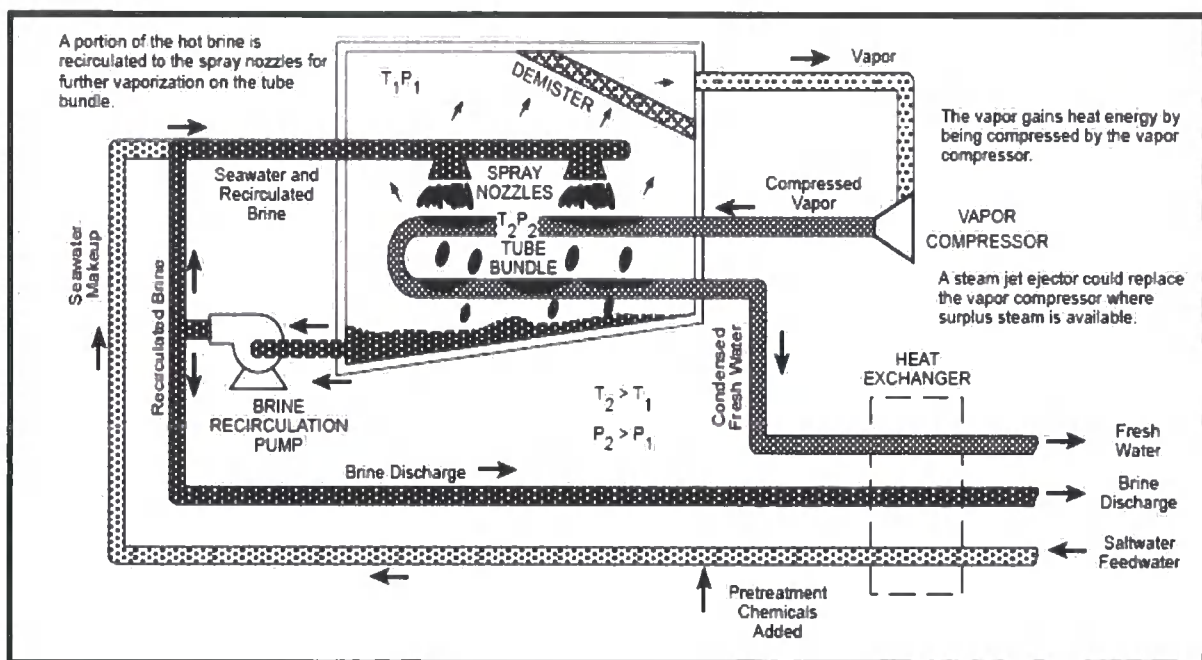 A portion of the hot brine is
recirculated to the spray nozzles for
further vaporization on the tube
bundle.
T₁P₁
DEMISTER
Vapor
The vapor gains heat energy by
being compressed by the vapor
compressor.
Seawater and
Recirculated
Brine
SPRAY
NOZZLES
Compressed
Vapor
T₂P₂
TUBE
BUNDLE
VAPOR
COMPRESSOR
A steam jet ejector could replace
the vapor compressor where
surplus steam is available.
Seawater
Makeup
Recirculated Brine
BRINE
RECIRCULATION
PUMP
T₂ > T₁
P₂ > P₁
Condensed
Fresh Water
HEAT
EXCHANGER
Fresh
Water
Brine Discharge
Brine
Discharge
Saltwater
Feedwater
Pretreatment
Chemicals
Added